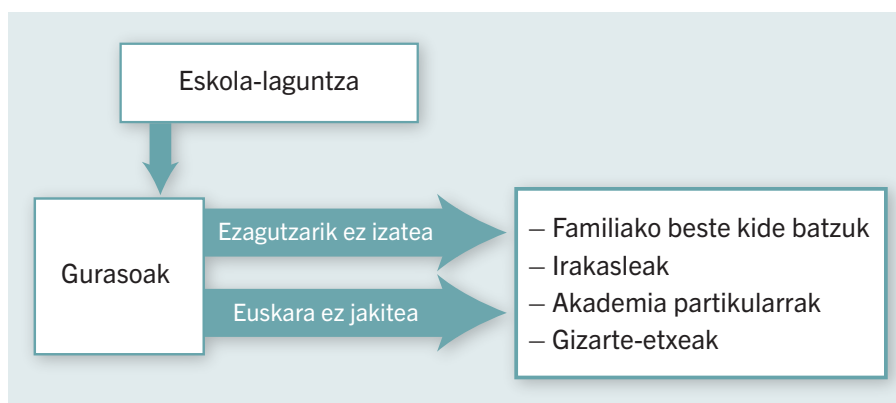 Eskola-laguntza
Gurasoak
Ezagutzarik ez izatea
Euskara ez jakitea
– Familiako beste kide batzuk
– Irakasleak
– Akademia partikularrak
– Gizarte-etxeak